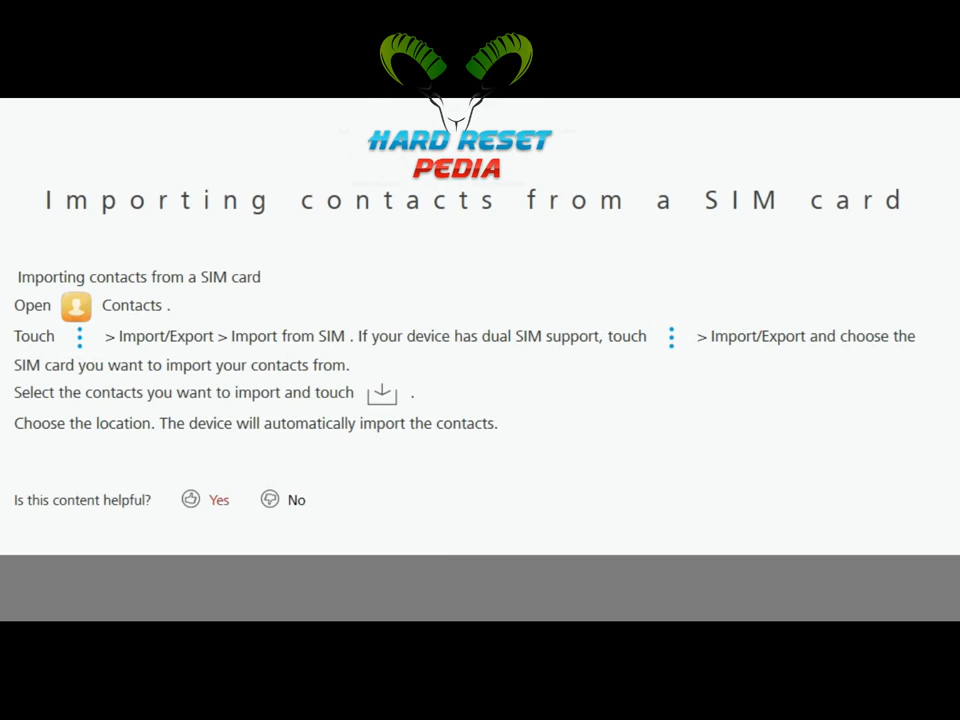 HARD RESET
PEDIA
Importing contacts from a SIM card
Importing contacts from a SIM card
Open Contacts .
Touch > Import/Export > Import from SIM . If your device has dual SIM support, touch > Import/Export and choose the
SIM card you want to import your contacts from.
Select the contacts you want to import and touch .
Choose the location. The device will automatically import the contacts.
Is this content helpful? Yes No